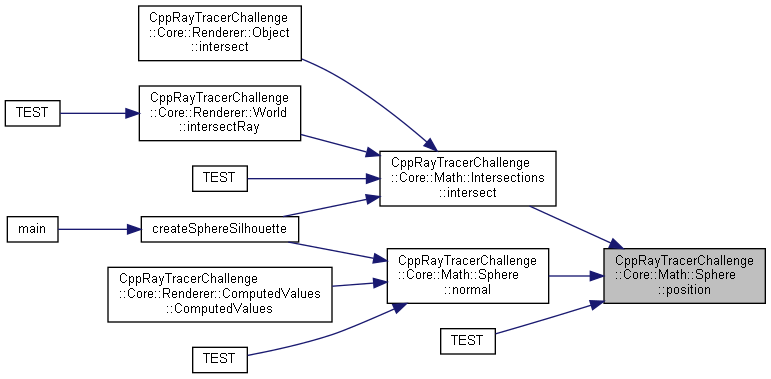 CppRayTracerChallenge
::Core::Renderer::Object
::intersect
CppRayTracerChallenge
::Core::Renderer::World
::intersectRay
TEST
TEST
CppRayTracerChallenge
::Core::Math::Intersections
::intersect
main
createSphereSilhouette
CppRayTracerChallenge
::Core::Math::Sphere
::normal
CppRayTracerChallenge
::Core::Math::Sphere
::position
CppRayTracerChallenge
::Core::Renderer::ComputedValues
::ComputedValues
TEST
TEST